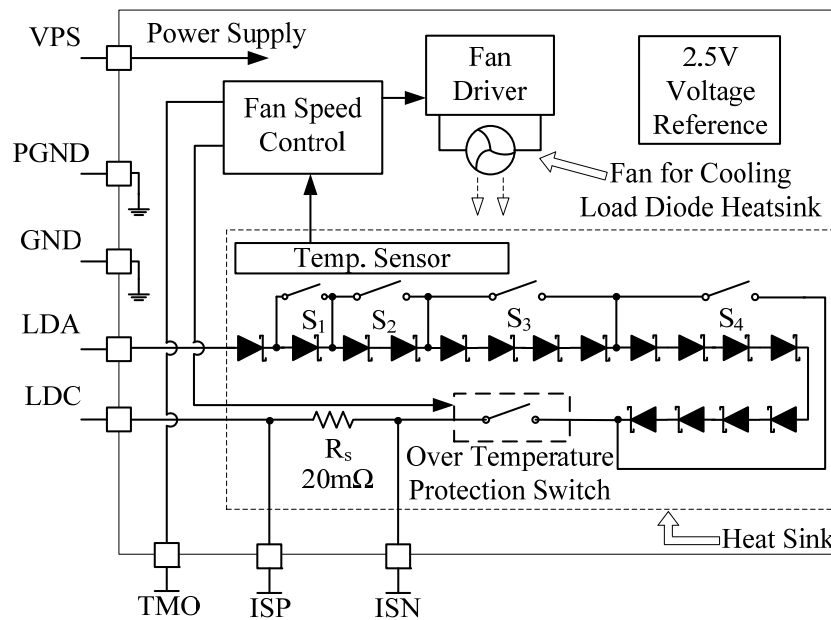 VPS
Power Supply
Fan
Driver
2.5V
Voltage
Reference
Fan Speed
Control
PGND
Fan for Cooling
Load Diode Heatsink
GND
Temp. Sensor
LDA
S₁
S₂
S₃
S₄
LDC
Rₛ
20mΩ
Over Temperature
Protection Switch
Heat Sink
TMO
ISP
ISN